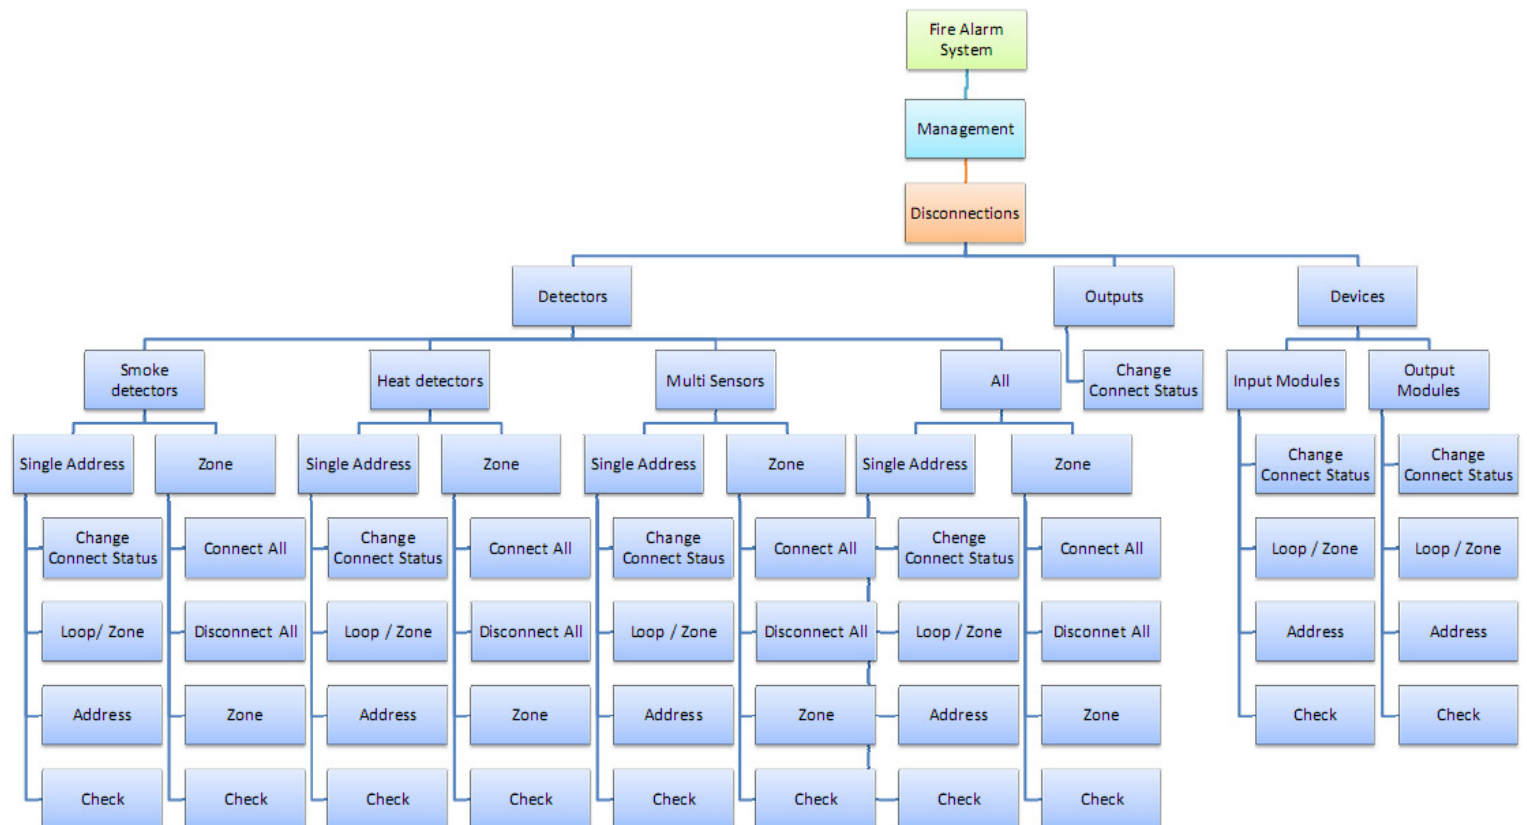 Fire Alarm
System
Management
Disconnections
Detectors
Outputs
Devices
Smoke
detectors
Heat detectors
Multi Sensors
All
Change
Connect Status
Input Modules
Output
Modules
Single Address
Zone
Single Address
Zone
Single Address
Zone
Single Address
Zone
Change
Connect Status
Change
Connect Status
Change
Connect Status
Connect All
Change
Connect Status
Connect All
Change
Connect Staus
Connect All
Chenge
Connect Status
Connect All
Loop / Zone
Loop / Zone
Loop/ Zone
Disconnect All
Loop / Zone
Disconnect All
Loop / Zone
Disconnect All
Loop / Zone
Disconnet All
Address
Address
Address
Zone
Address
Zone
Address
Zone
Address
Zone
Check
Check
Check
Check
Check
Check
Check
Check
Check
Check